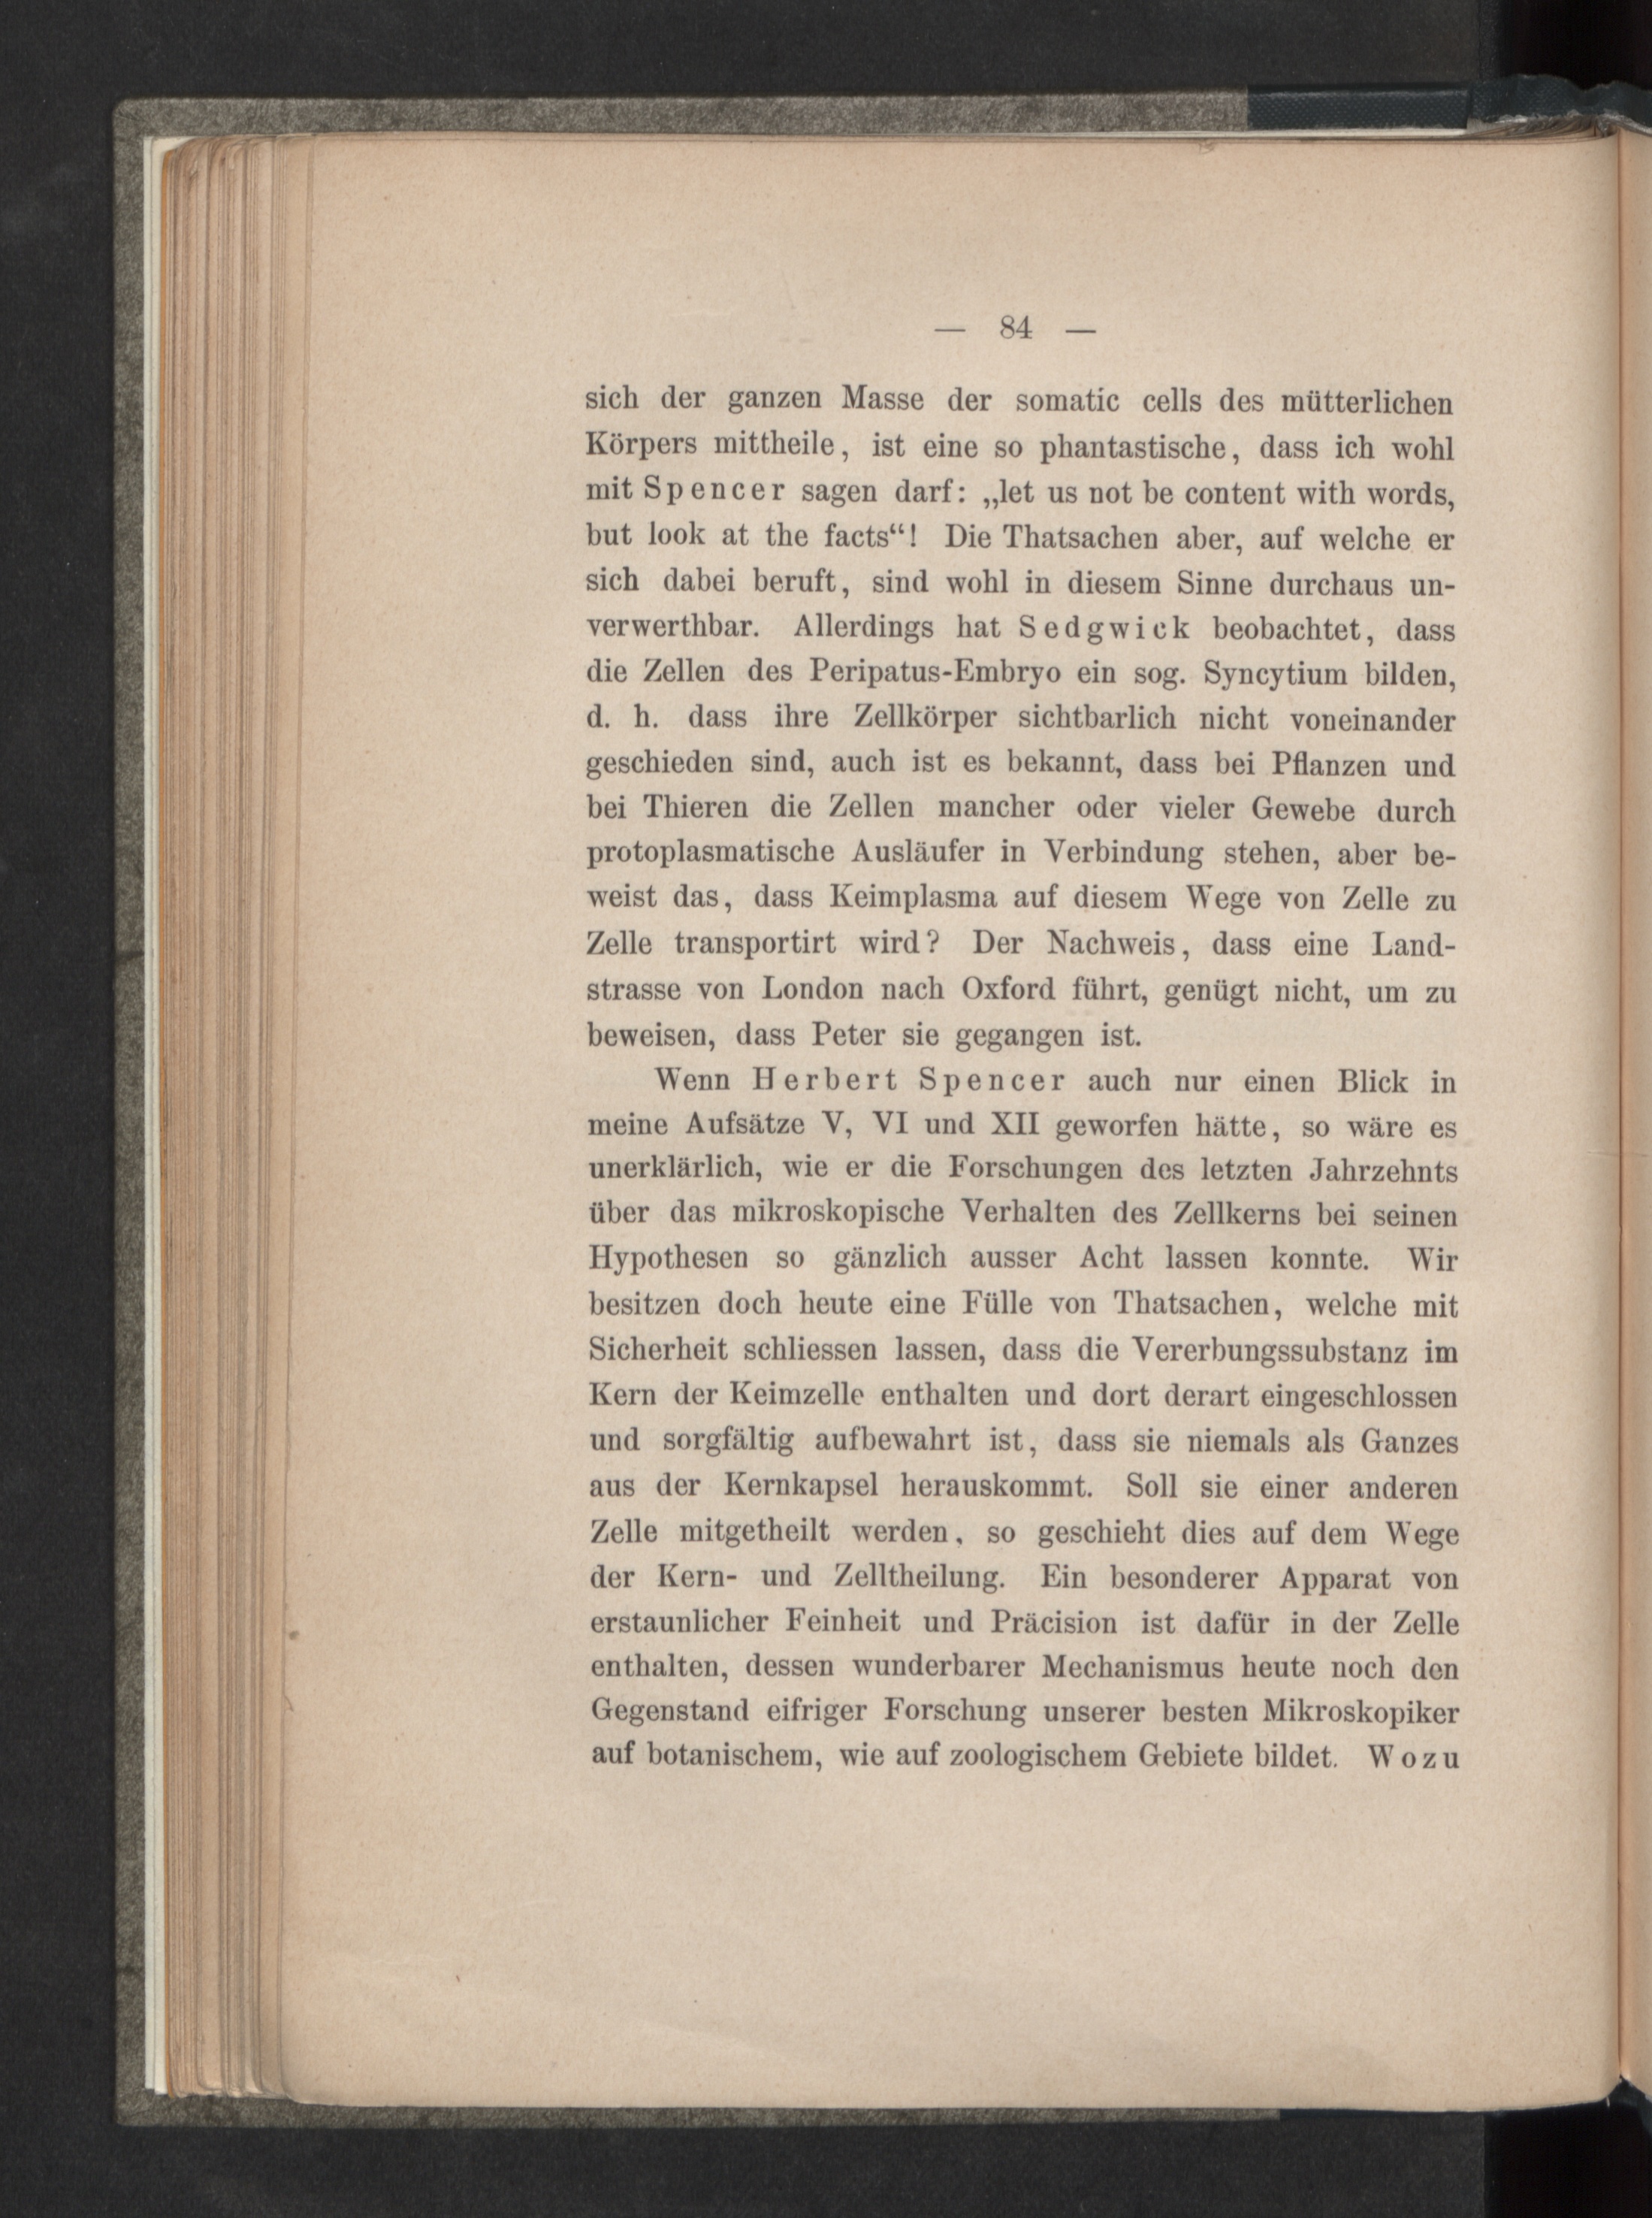 — 84 —
sich der ganzen Masse der somatic cells des mütterlichen
Körpers mittheile, ist eine so phantastische, dass ich wohl
mit Spencer sagen darf: „let us not be content with words,
but look at the facts“! Die Thatsachen aber, auf welche er
sich dabei beruft, sind wohl in diesem Sinne durchaus un-
verwerthbar. Allerdings hat Sedgwick beobachtet, dass
die Zellen des Peripatus-Embryo ein sog. Syncytium bilden,
d. h. dass ihre Zellkörper sichtbarlich nicht voneinander
geschieden sind, auch ist es bekannt, dass bei Pflanzen und
bei Thieren die Zellen mancher oder vieler Gewebe durch
protoplasmatische Ausläufer in Verbindung stehen, aber be-
weist das, dass Keimplasma auf diesem Wege von Zelle zu
Zelle transportirt wird? Der Nachweis, dass eine Land-
strasse von London nach Oxford führt, genügt nicht, um zu
beweisen, dass Peter sie gegangen ist.
Wenn Herbert Spencer auch nur einen Blick in
meine Aufsätze V, VI und XII geworfen hätte, so wäre es
unerklärlich, wie er die Forschungen des letzten Jahrzehnts
über das mikroskopische Verhalten des Zellkerns bei seinen
Hypothesen so gänzlich ausser Acht lassen konnte. Wir
besitzen doch heute eine Fülle von Thatsachen, welche mit
Sicherheit schliessen lassen, dass die Vererbungssubstanz im
Kern der Keimzelle enthalten und dort derart eingeschlossen
und sorgfältig aufbewahrt ist, dass sie niemals als Ganzes
aus der Kernkapsel herauskommt. Soll sie einer anderen
Zelle mitgetheilt werden, so geschieht dies auf dem Wege
der Kern- und Zelltheilung. Ein besonderer Apparat von
erstaunlicher Feinheit und Präcision ist dafür in der Zelle
enthalten, dessen wunderbarer Mechanismus heute noch den
Gegenstand eifriger Forschung unserer besten Mikroskopiker
auf botanischem, wie auf zoologischem Gebiete bildet. Wozu